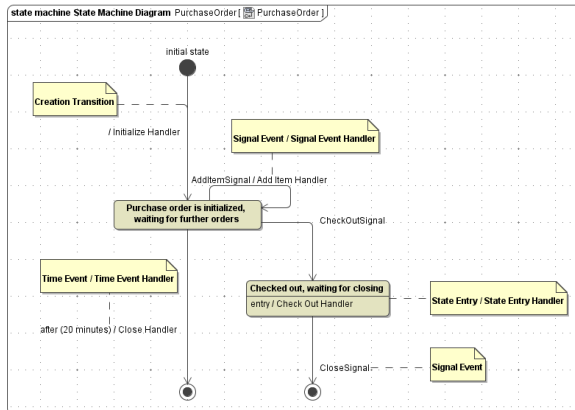 state machine State Machine Diagram PurchaseOrder [ PurchaseOrder ]
initial state
Creation Transition
/ Initialize Handler
Signal Event / Signal Event Handler
AddItemSignal / Add Item Handler
Purchase order is initialized,
waiting for further orders
CheckOutSignal
Time Event / Time Event Handler
Checked out, waiting for closing
entry / Check Out Handler
State Entry / State Entry Handler
after (20 minutes) / Close Handler
CloseSignal
Signal Event